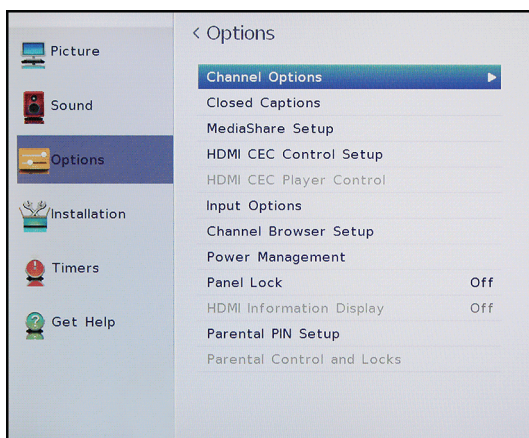 Picture
Sound
Options
Installation
Timers
Get Help
< Options
Channel Options
Closed Captions
MediaShare Setup
HDMI CEC Control Setup
HDMI CEC Player Control
Input Options
Channel Browser Setup
Power Management
Panel Lock Off
HDMI Information Display Off
Parental PIN Setup
Parental Control and Locks